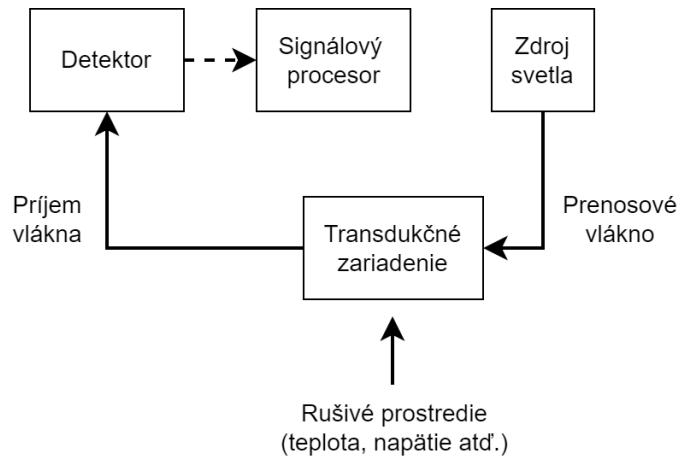 Detektor
Signálový
procesor
Zdroj
svetla
Príjem
vlákna
Transdukčné
zariadenie
Prenosové
vlákno
Rušivé prostredie
(teplota, napätie atď.)